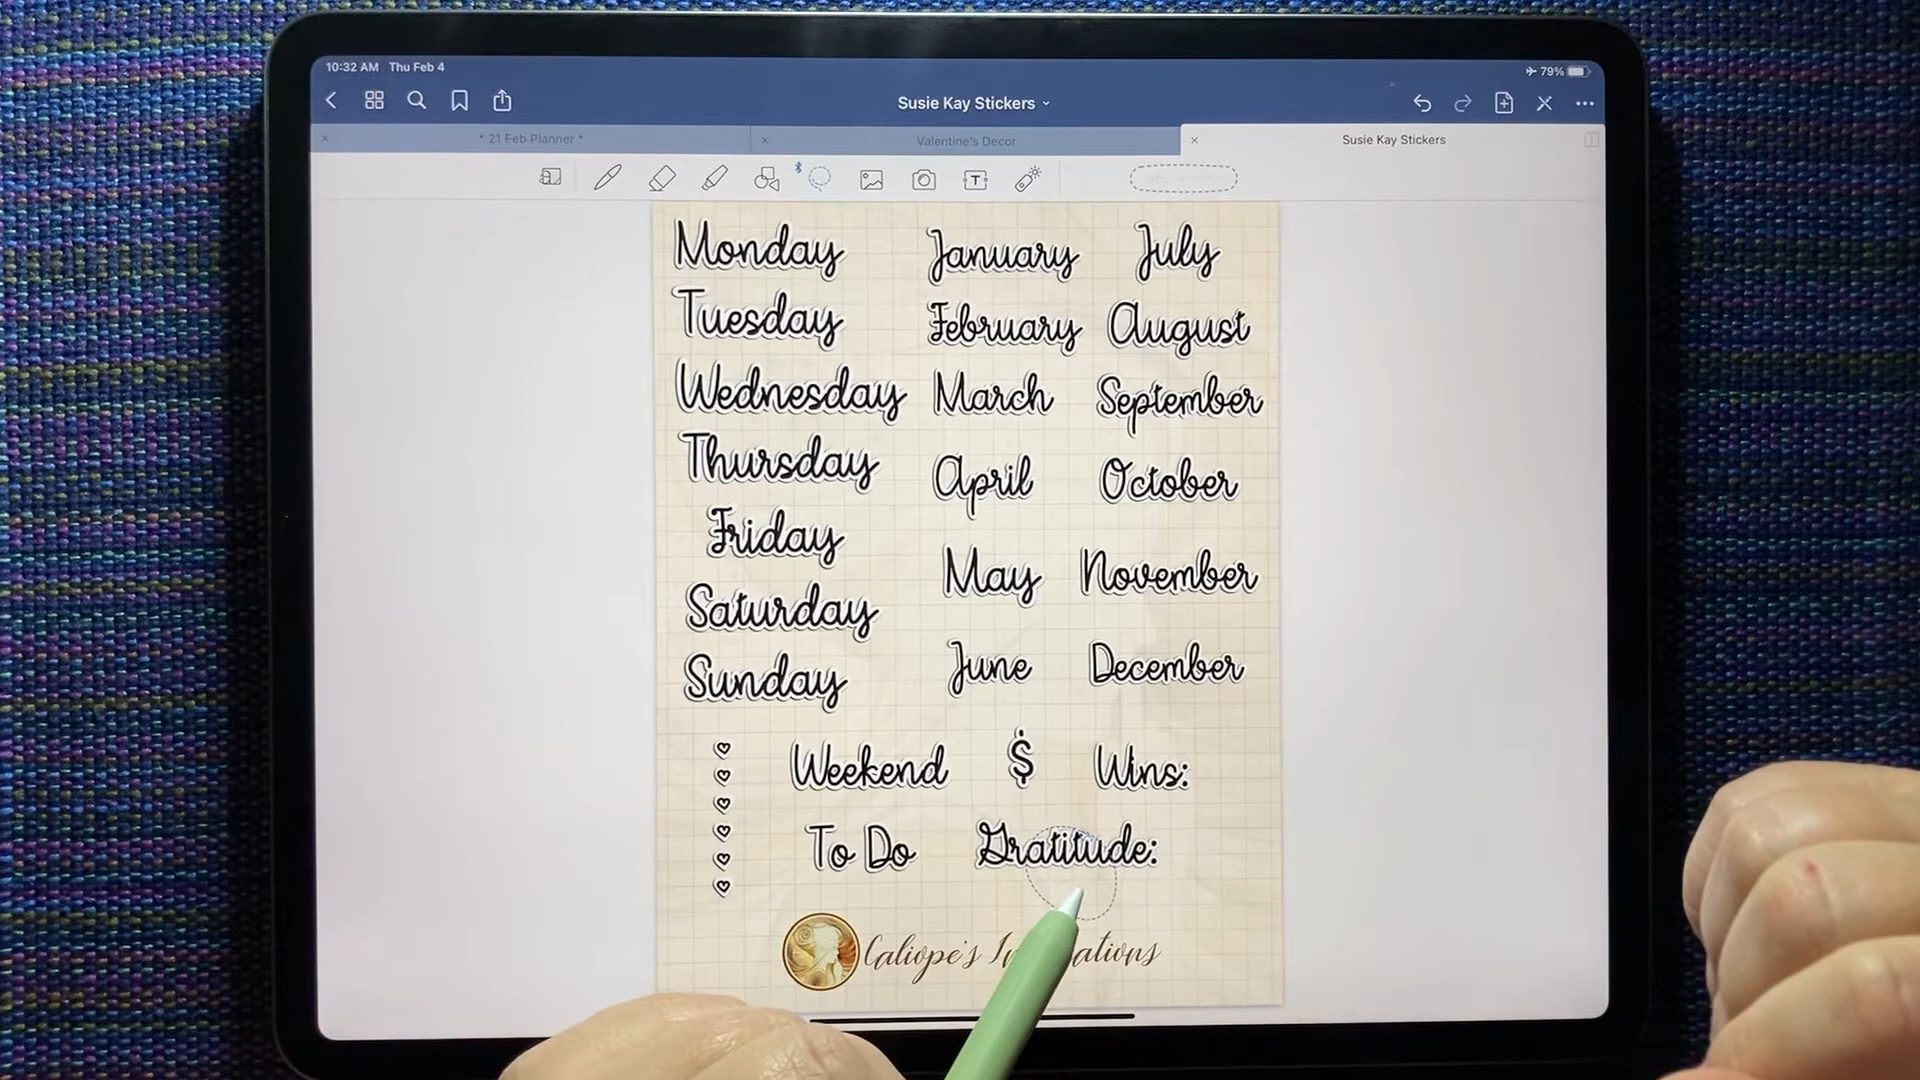 10:32 AM Thu Feb 4
79%
Susie Kay Stickers
* 21 Feb Planner *
Valentine's Decor
Susie Kay Stickers
T
Monday January July
Tuesday February August
Wednesday March September
Thursday April October
Friday May November
Saturday June December
Sunday
Weekend $ Wins:
To Do Gratitude:
Caliope's